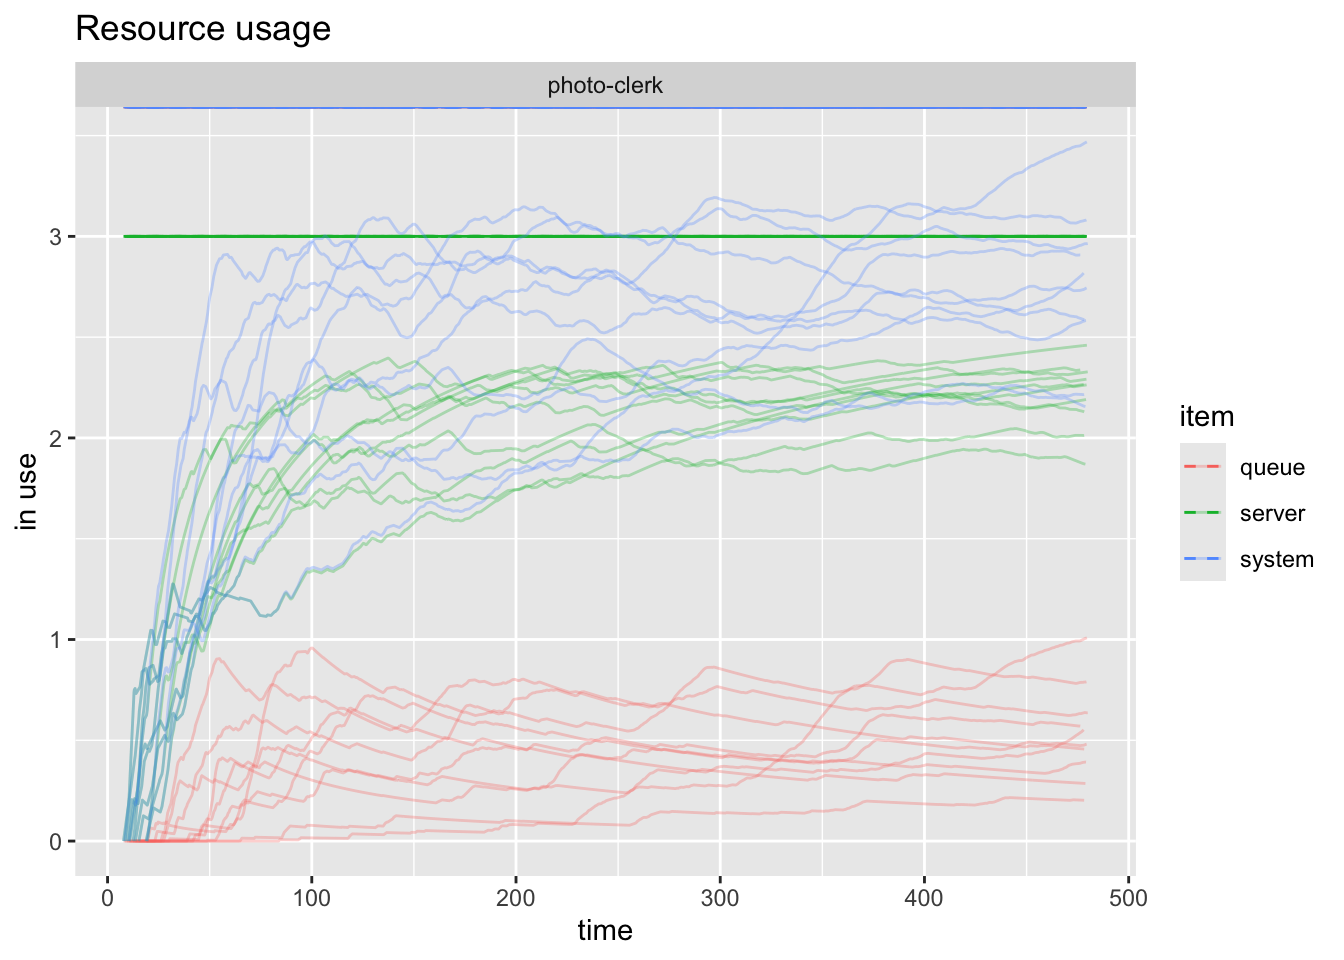 Resource usage
photo-clerk
in use
3
2
1
0
0 100 200 300 400 500
time
item
queue
server
system